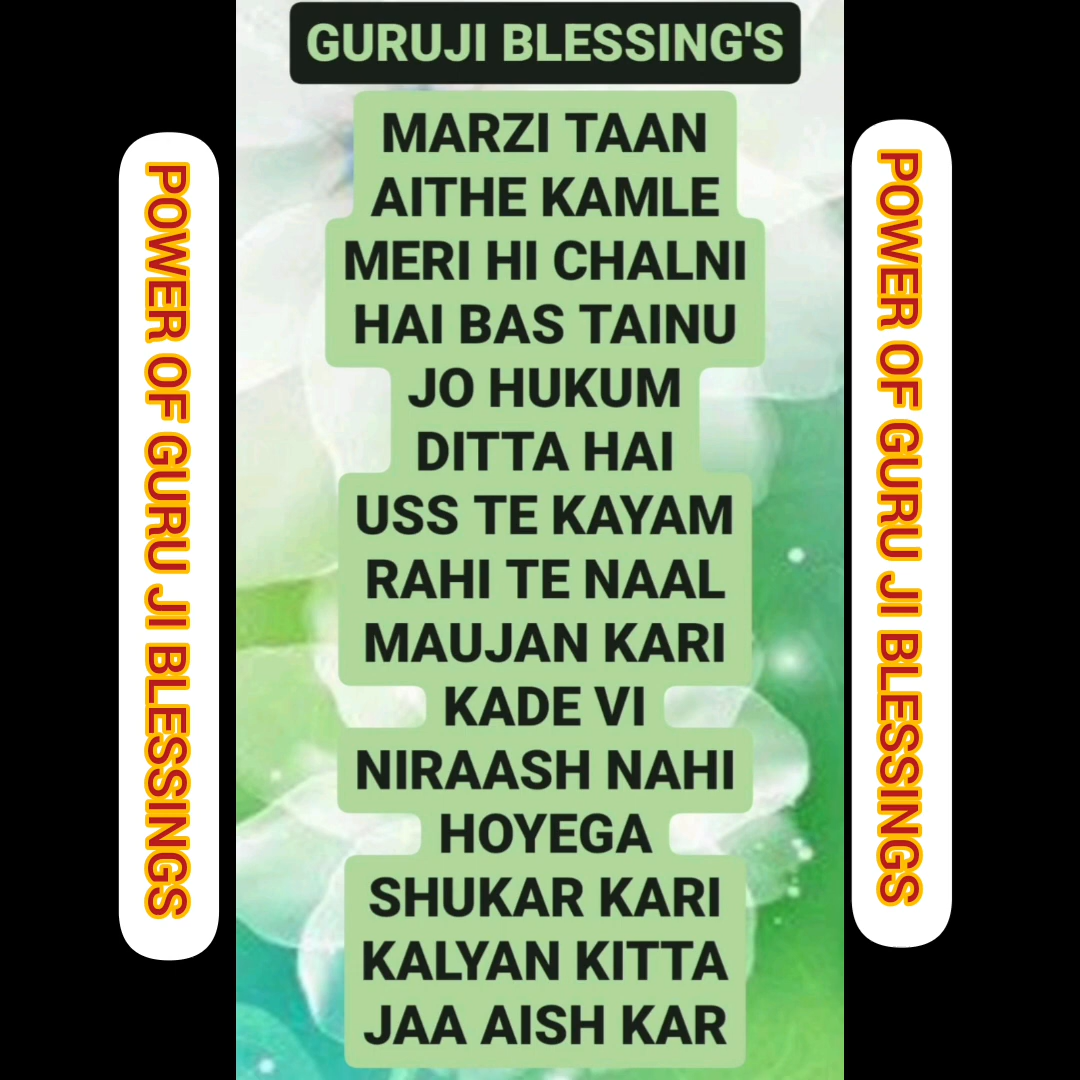 GURUJI BLESSING'S
MARZI TAAN
AITHE KAMLE
MERI HI CHALNI
HAI BAS TAINU
JO HUKUM
DITTA HAI
USS TE KAYAM
RAHI TE NAAL
MAUJAN KARI
KADE VI
NIRAASH NAHI
HOYEGA
SHUKAR KARI
KALYAN KITTA
JAA AISH KAR
POWER OF GURU JI BLESSINGS
POWER OF GURU JI BLESSINGS